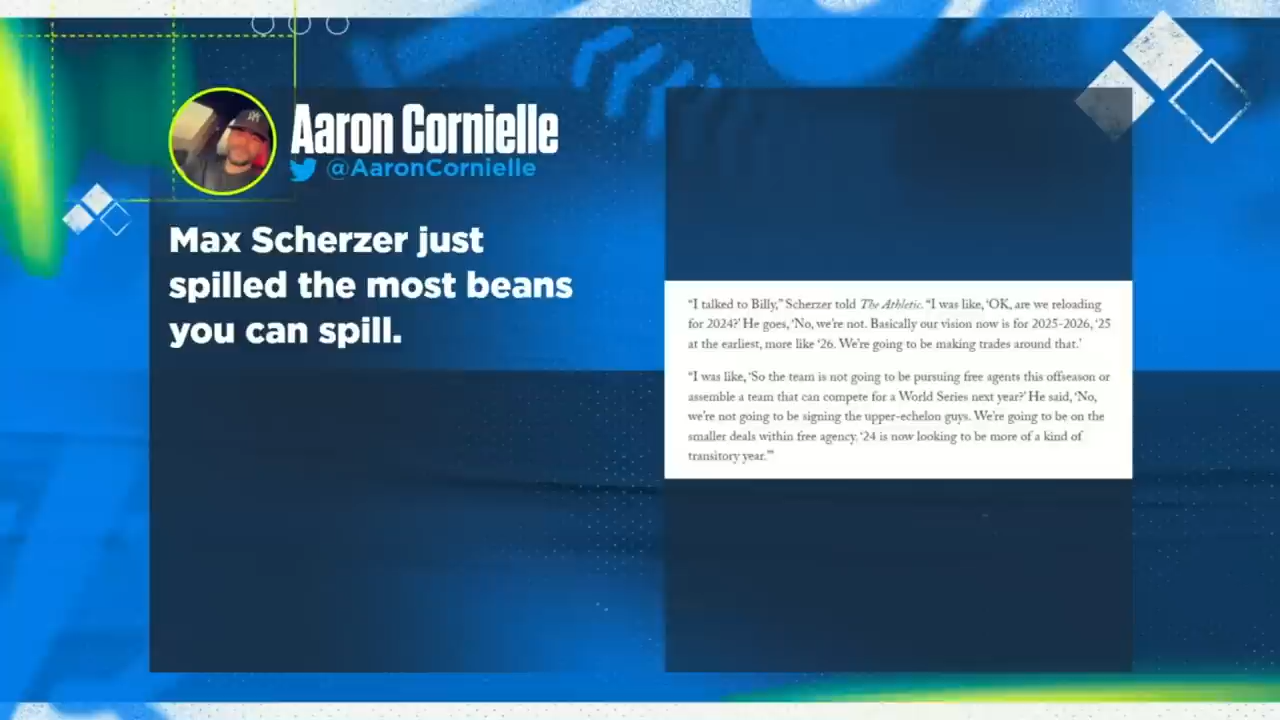 Aaron Cornielle
@AaronCornielle
Max Scherzer just
spilled the most beans
you can spill.
“I talked to Billy,” Scherzer told The Athletic. “I was like, ‘OK, are we reloading
for 2024?’ He goes, ‘No, we’re not. Basically our vision now is for 2025-2026, ‘25
at the earliest, more like ‘26. We’re going to be making trades around that.’
“I was like, ‘So the team is not going to be pursuing free agents this offseason or
assemble a team that can compete for a World Series next year?’ He said, ‘No,
we’re not going to be signing the upper-echelon guys. We’re going to be on the
smaller deals within free agency. ‘24 is now looking to be more of a kind of
transitory year.’”